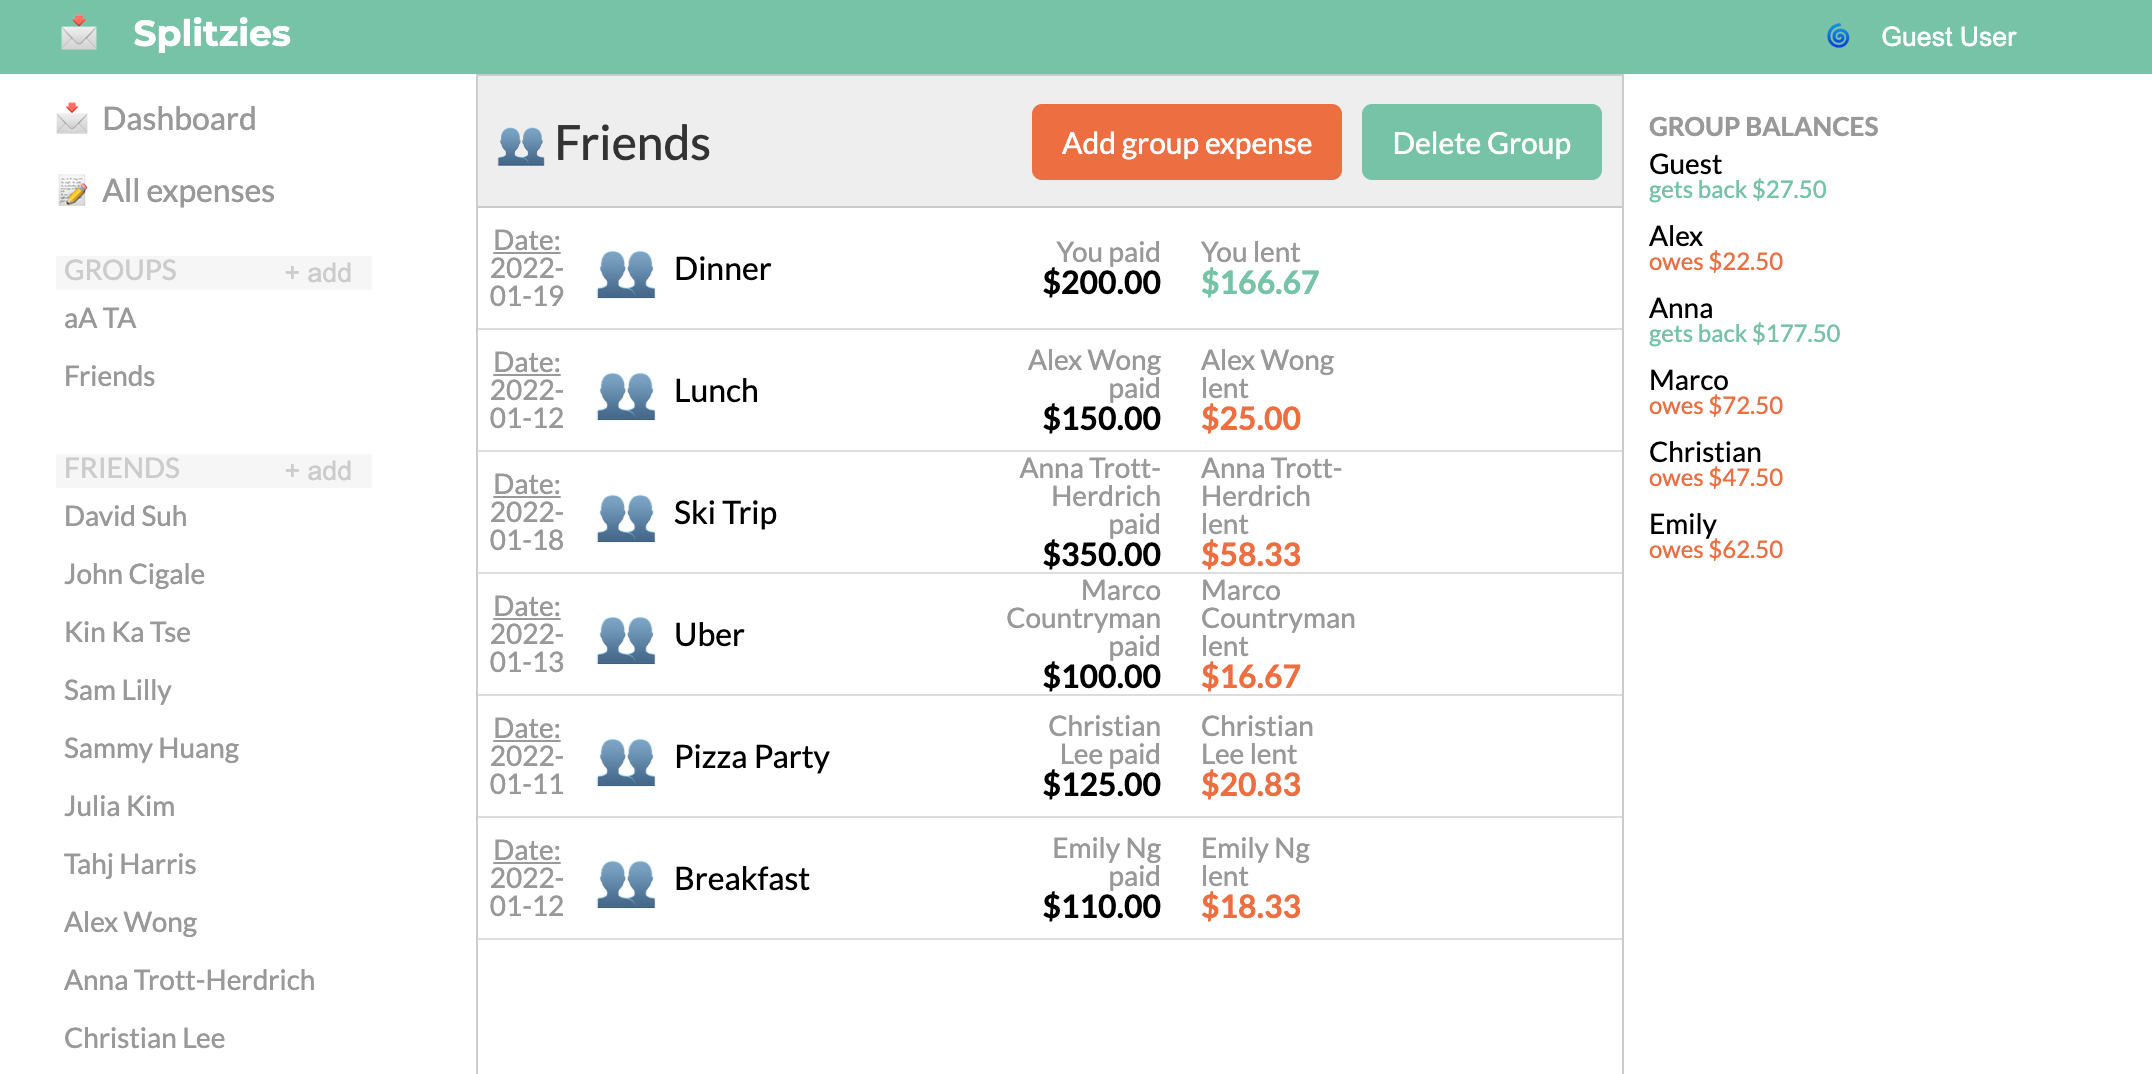 Splitzies
Guest User
Dashboard
All expenses
GROUPS + add
aA TA
Friends
FRIENDS + add
David Suh
John Cigale
Kin Ka Tse
Sam Lilly
Sammy Huang
Julia Kim
Tahj Harris
Alex Wong
Anna Trott-Herdrich
Christian Lee
Friends
Add group expense
Delete Group
Date:
2022-
01-19
Dinner
You paid
$200.00
You lent
$166.67
Date:
2022-
01-12
Lunch
Alex Wong
paid
$150.00
Alex Wong
lent
$25.00
Date:
2022-
01-18
Ski Trip
Anna Trott-
Herdrich
paid
$350.00
Anna Trott-
Herdrich
lent
$58.33
Date:
2022-
01-13
Uber
Marco
Countryman
paid
$100.00
Marco
Countryman
lent
$16.67
Date:
2022-
01-11
Pizza Party
Christian
Lee paid
$125.00
Christian
Lee lent
$20.83
Date:
2022-
01-12
Breakfast
Emily Ng
paid
$110.00
Emily Ng
lent
$18.33
GROUP BALANCES
Guest
gets back $27.50
Alex
owes $22.50
Anna
gets back $177.50
Marco
owes $72.50
Christian
owes $47.50
Emily
owes $62.50